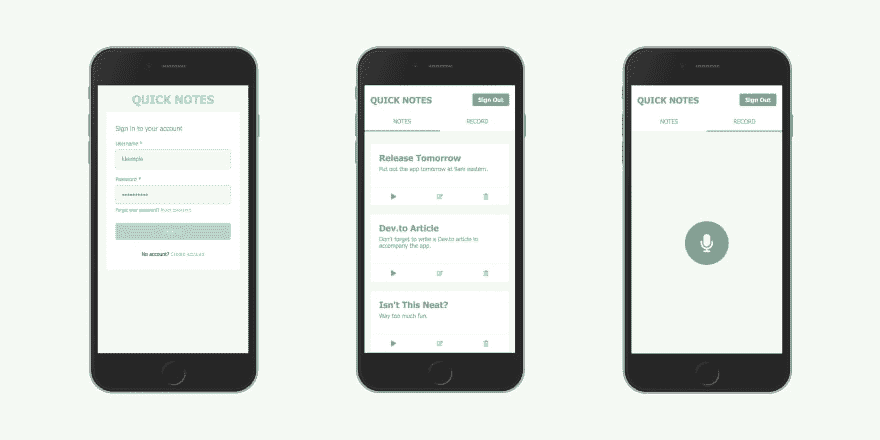 QUICK NOTES
Sign in to your account
Username *
Password *
Forgot your password? Reset password
No account? Create account
QUICK NOTES
Sign Out
NOTES RECORD
Release Tomorrow
Put out the app tomorrow at 9am eastern.
Dev.to Article
Don't forget to write a Dev.to article to
accompany the app.
Isn't This Neat?
Way too much fun.
QUICK NOTES
Sign Out
NOTES RECORD